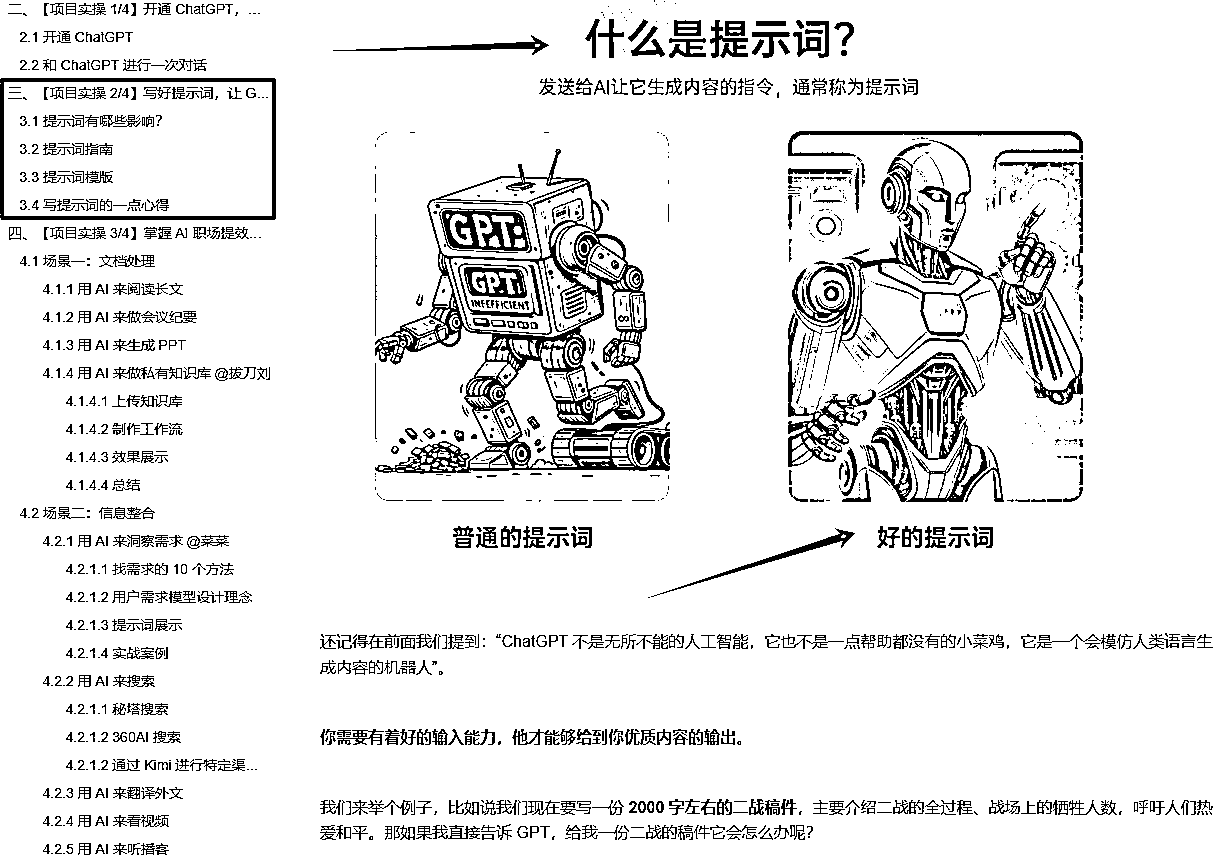 二、【项目实操 1/4】开通 ChatGPT，...
2.1 开通 ChatGPT
2.2 和 ChatGPT 进行一次对话
三、【项目实操 2/4】写好提示词，让 G...
3.1 提示词有哪些影响？
3.2 提示词指南
3.3 提示词模版
3.4 写提示词的一点心得
四、【项目实操 3/4】掌握 AI 职场提效...
4.1 场景一：文档处理
4.1.1 用 AI 来阅读长文
4.1.2 用 AI 来做会议纪要
4.1.3 用 AI 来生成 PPT
4.1.4 用 AI 来做私有知识库 @拔刀刘
4.1.4.1 上传知识库
4.1.4.2 制作工作流
4.1.4.3 效果展示
4.1.4.4 总结
4.2 场景二：信息整合
4.2.1 用 AI 来洞察需求 @菜菜
4.2.1.1 找需求的 10 个方法
4.2.1.2 用户需求模型设计理念
4.2.1.3 提示词展示
4.2.1.4 实战案例
4.2.2 用 AI 来搜索
4.2.1.1 秘塔搜索
4.2.1.2 360AI 搜索
4.2.1.2 通过 Kimi 进行特定渠...
4.2.3 用 AI 来翻译外文
4.2.4 用 AI 来看视频
4.2.5 用 AI 来听播客
什么是提示词？
发送给AI让它生成内容的指令，通常称为提示词
GPT:
GPT:
INEFFICIENT
普通的提示词
好的提示词
还记得在前面我们提到：“ChatGPT 不是无所不能的人工智能，它也不是一点帮助都没有的小菜鸡，它是一个会模仿人类语言生
成内容的机器人”。
你需要有着好的输入能力，他才能够给到你优质内容的输出。
我们来举个例子，比如说我们现在要写一份 2000 字左右的二战稿件，主要介绍二战的全过程、战场上的牺牲人数，呼吁人们热
爱和平。那如果我直接告诉 GPT，给我一份二战的稿件它会怎么办呢？